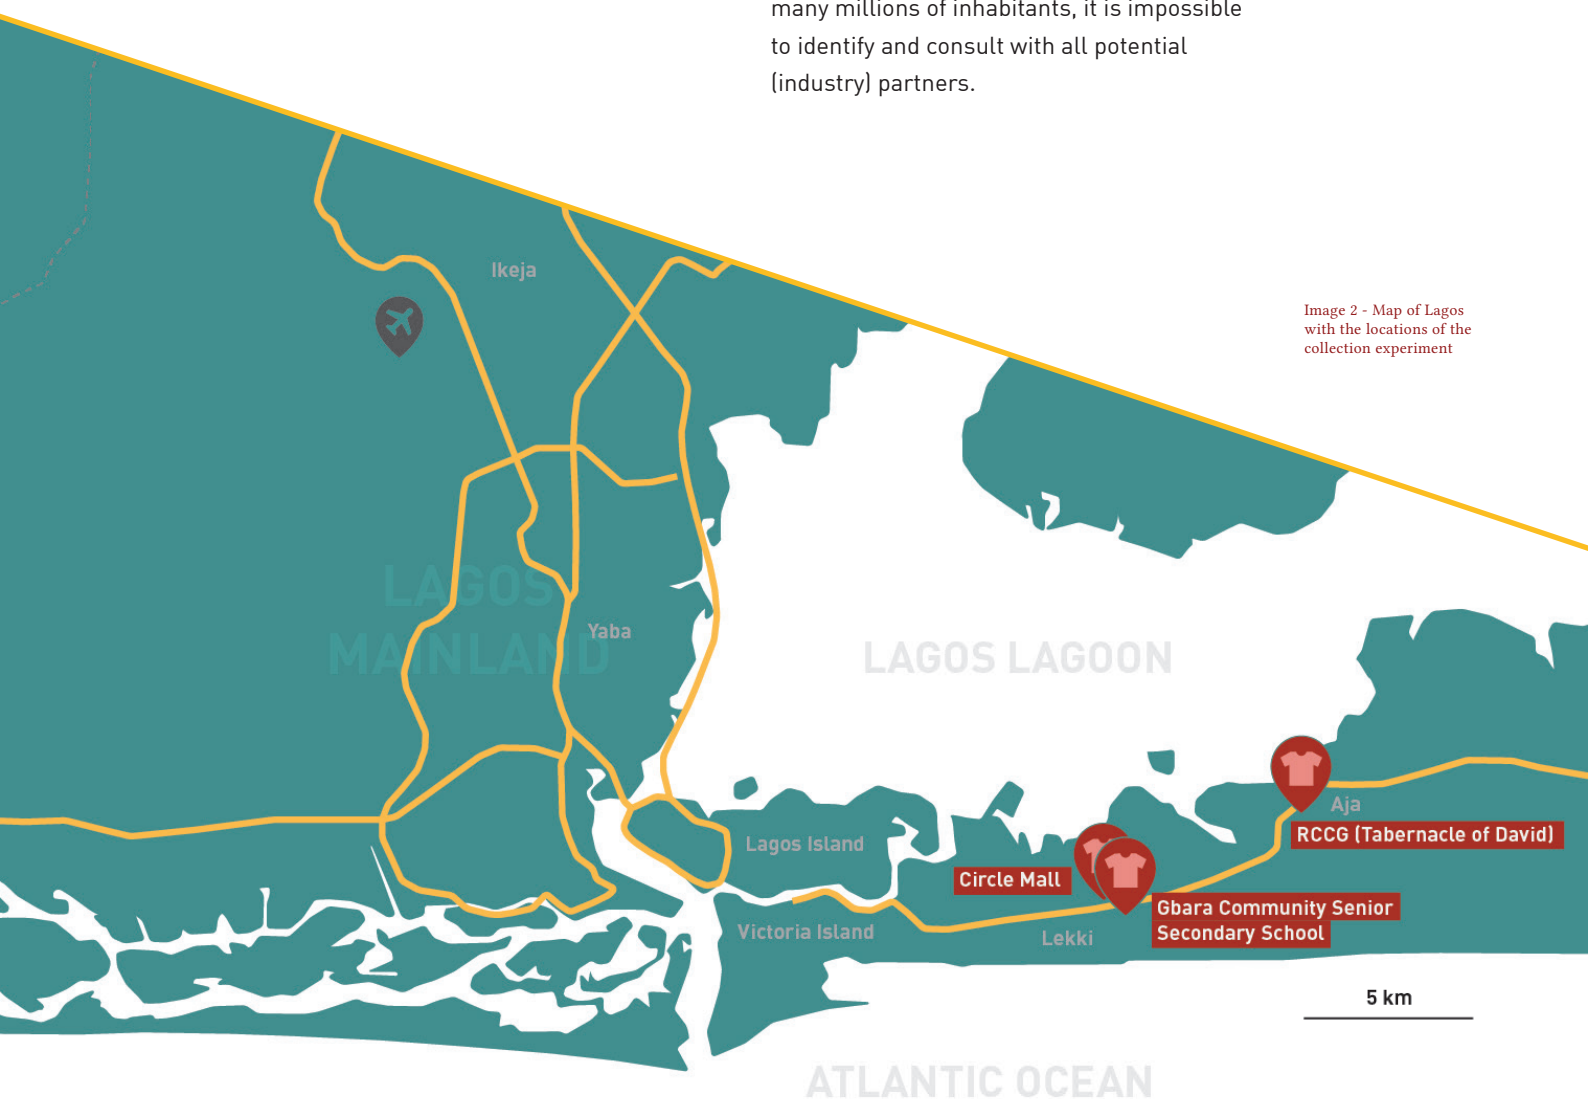 many millions of inhabitants, it is impossible
to identify and consult with all potential
(industry) partners.
Ikeja
Image 2 - Map of Lagos
with the locations of the
collection experiment
LAGOS
MAINLAND
Yaba
LAGOS LAGOON
Aja
RCCG (Tabernacle of David)
Lagos Island
Circle Mall
Gbara Community Senior
Secondary School
Victoria Island
Lekki
5 km
ATLANTIC OCEAN